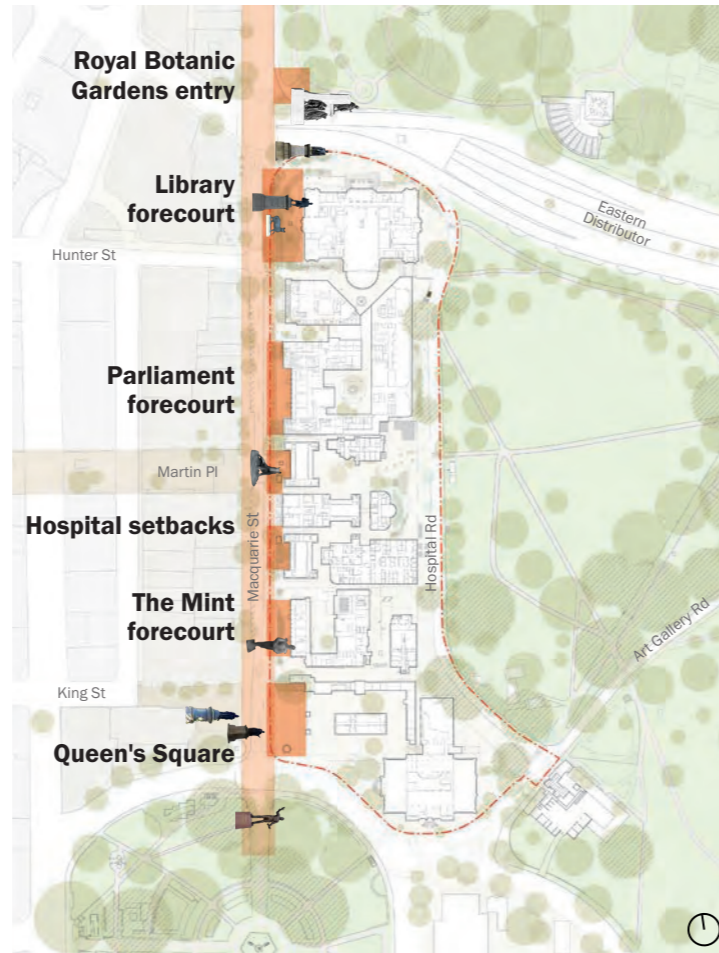 Royal Botanic
Gardens entry
Library
forecourt
Eastern
Distributor
Hunter St
Parliament
forecourt
Martin Pl
Hospital setbacks
Macquarie St
Hospital Rd
The Mint
forecourt
Art Gallery Rd
King St
Queen's Square